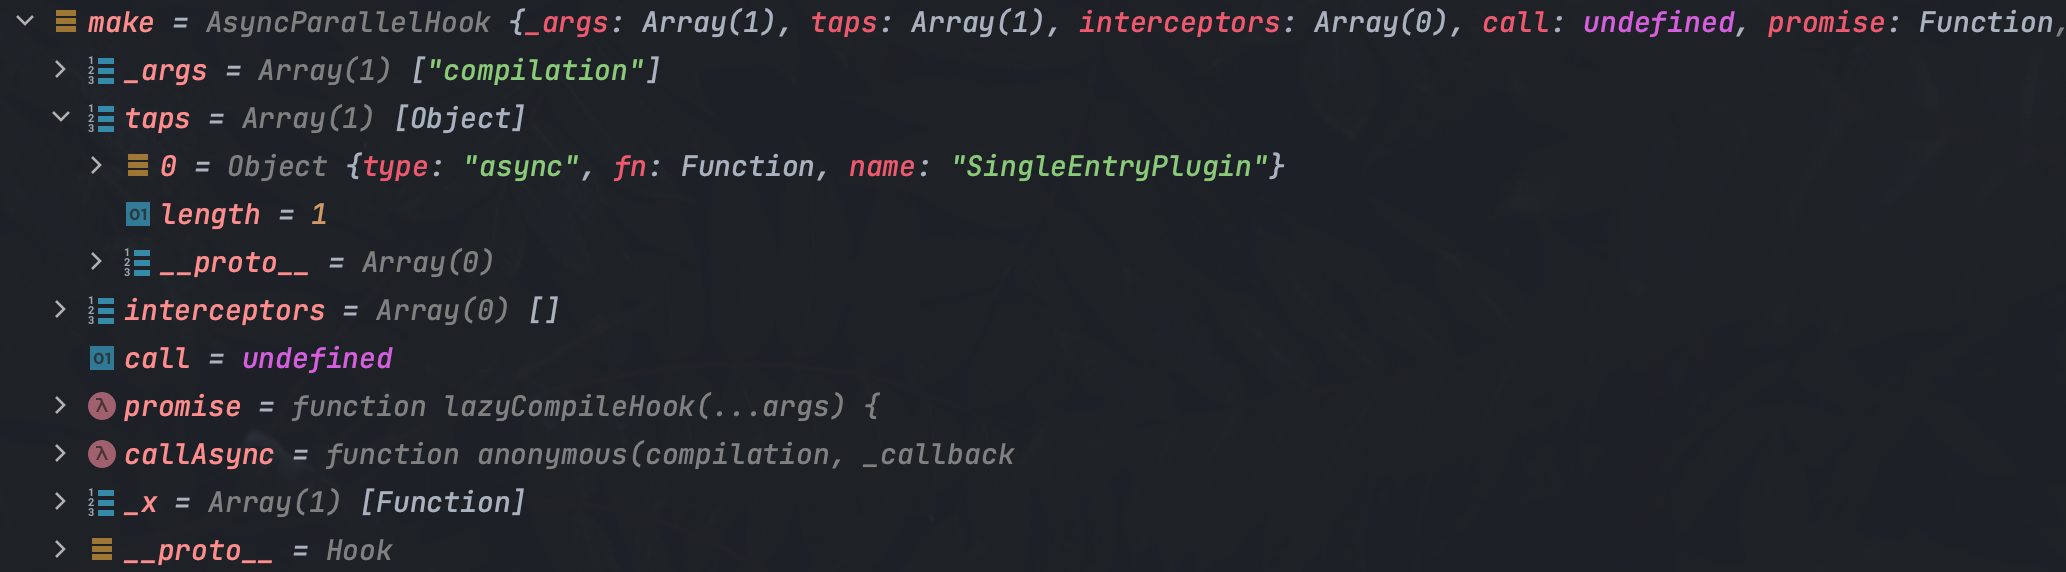 make = AsyncParallelHook {_args: Array(1), taps: Array(1), interceptors: Array(0), call: undefined, promise: Function,
_args = Array(1) ["compilation"]
taps = Array(1) [Object]
0 = Object {type: "async", fn: Function, name: "SingleEntryPlugin"}
01 length = 1
__proto__ = Array(0)
interceptors = Array(0) []
01 call = undefined
λ promise = function lazyCompileHook(...args) {
λ callAsync = function anonymous(compilation, _callback
_x = Array(1) [Function]
__proto__ = Hook